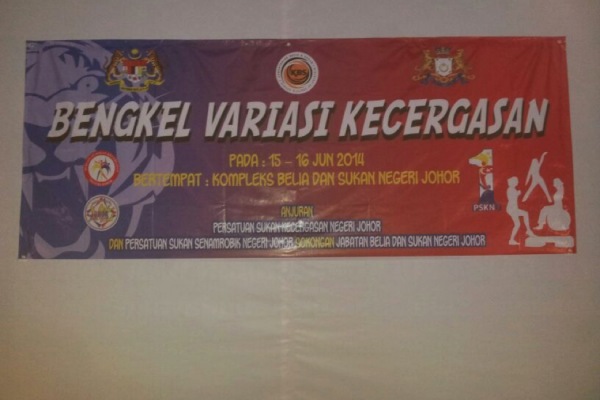 BENGKEL VARIASI KECERGASAN
PADA : 15 - 16 JUN 2014
BERTEMPAT : KOMPLEKS BELIA DAN SUKAN NEGERI JOHOR
1
PSKN
ANJURAN
PERSATUAN SUKAN KECERGASAN NEGERI JOHOR
DAN PERSATUAN SUKAN SENAMROBIK NEGERI JOHOR SOKONGAN JABATAN BELIA DAN SUKAN NEGERI JOHOR